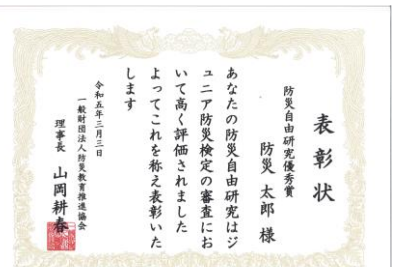 表彰状
防災自由研究優秀賞
防災 太郎 様
あなたの防災自由研究はジ
ュニア防災検定の審査にお
いて高く評価されました
よってこれを称え表彰いた
します
令和五年三月三日
一般財団法人防災教育推進協会
理事長 山岡耕春